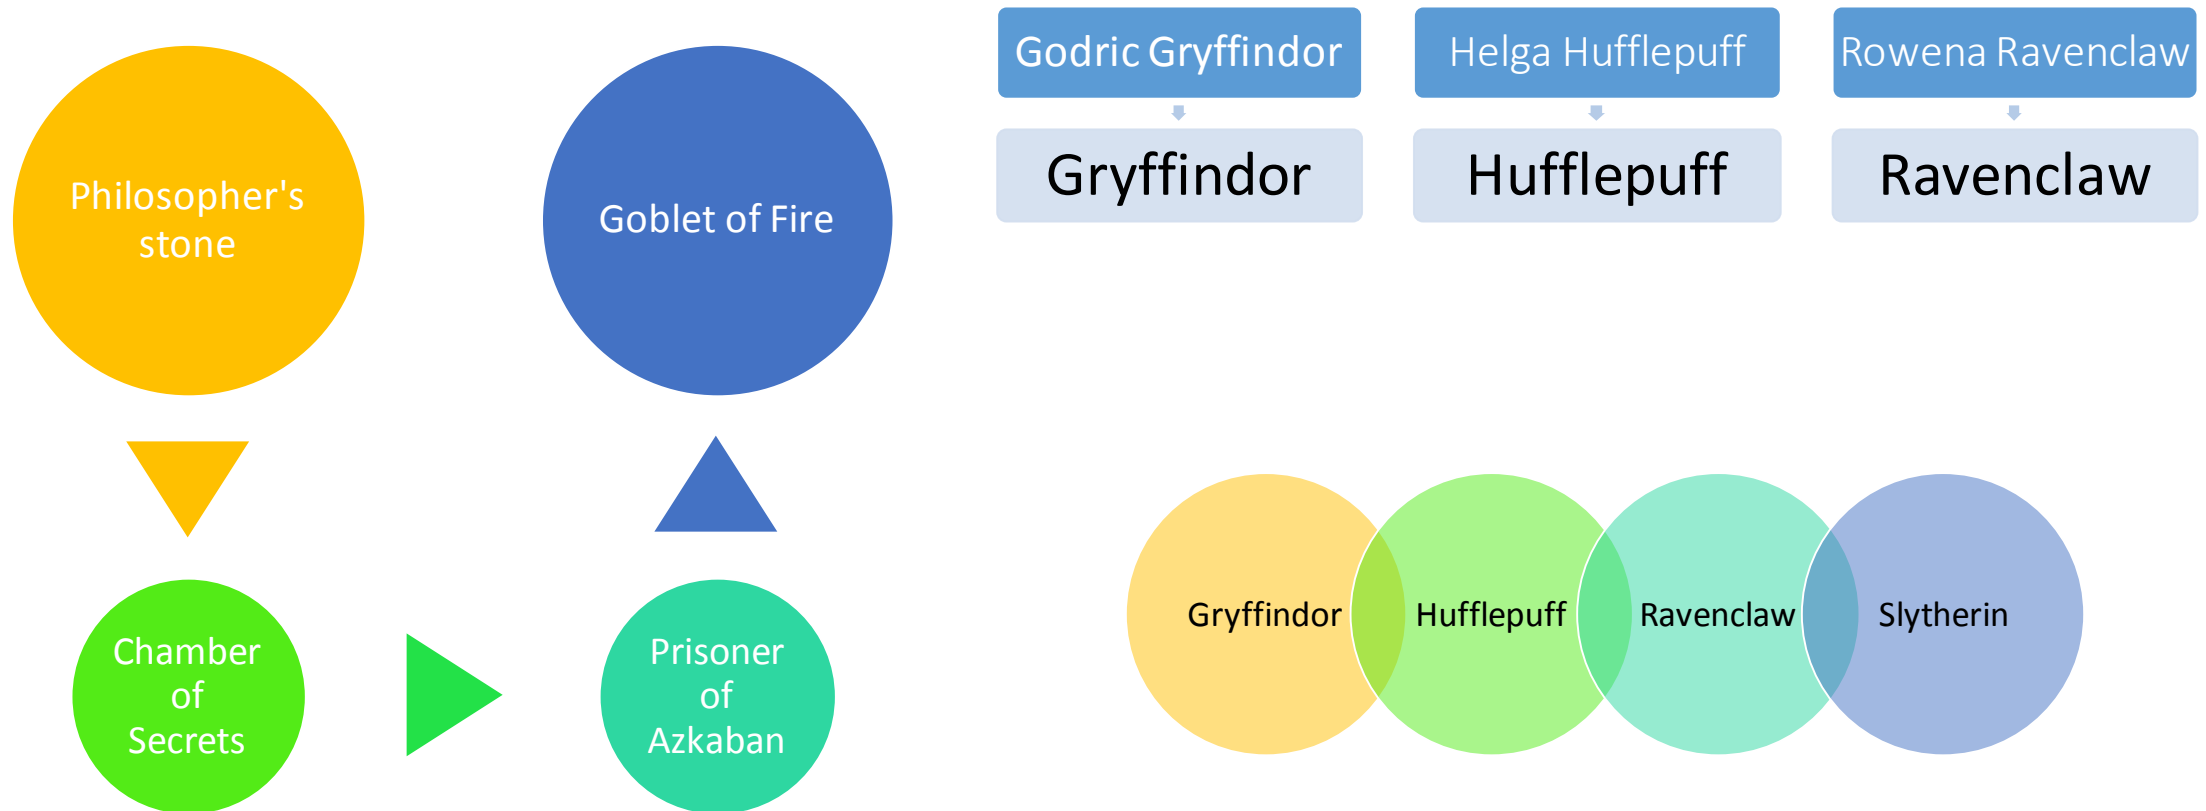 Philosopher's
stone
Chamber
of
Secrets
Prisoner
of
Azkaban
Goblet of Fire
Godric Gryffindor
Gryffindor
Helga Hufflepuff
Hufflepuff
Rowena Ravenclaw
Ravenclaw
Gryffindor
Hufflepuff
Ravenclaw
Slytherin